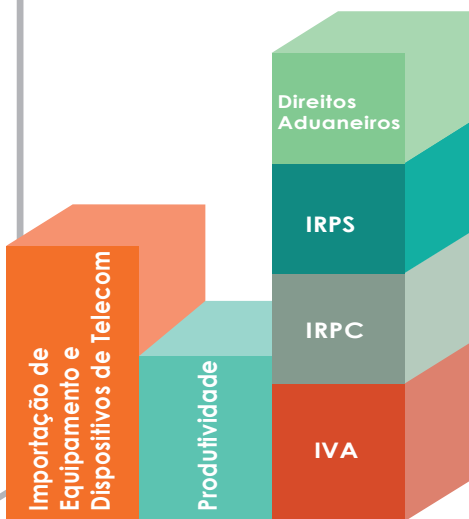 Direitos
Aduaneiros
IRPS
IRPC
IVA
Importação de
Equipamento e
Dispositivos de Telecom
Produtividade